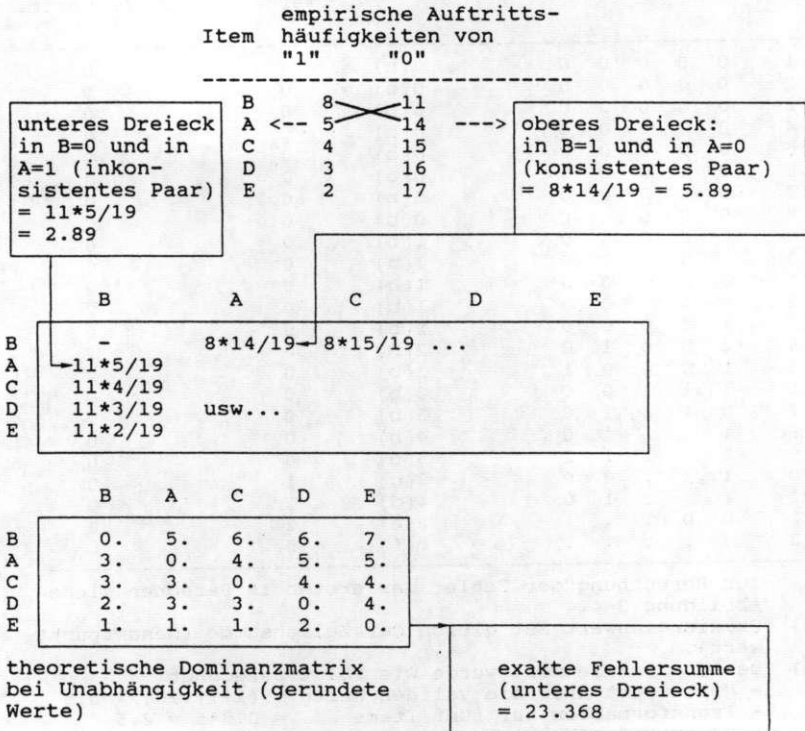 empirische Auftritts-
Item häufigkeiten von
"1" "0"
B 8 11
A <-- 5 14 --->
C 4 15
D 3 16
E 2 17
unteres Dreieck
in B=0 und in
A=1 (inkon-
sistentes Paar)
= 11*5/19
= 2.89
oberes Dreieck:
in B=1 und in A=0
(konsistentes Paar)
= 8*14/19 = 5.89
B A C D E
B - 8*14/19 8*15/19 ...
A 11*5/19
C 11*4/19
D 11*3/19 usw...
E 11*2/19
B A C D E
B 0. 5. 6. 6. 7.
A 3. 0. 4. 5. 5.
C 3. 3. 0. 4. 4.
D 2. 3. 3. 0. 4.
E 1. 1. 1. 2. 0.
theoretische Dominanzmatrix
bei Unabhängigkeit (gerundete
Werte)
exakte Fehlersumme
(unteres Dreieck)
= 23.368